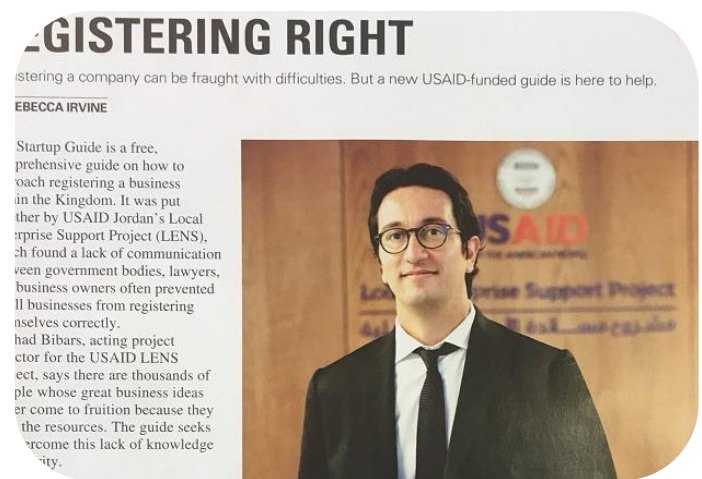 EGISTERING RIGHT
istering a company can be fraught with difficulties. But a new USAID-funded guide is here to help.
EBECCA IRVINE
Startup Guide is a free,
prehensive guide on how to
roach registering a business
in the Kingdom. It was put
ther by USAID Jordan's Local
erprise Support Project (LENS),
ch found a lack of communication
ween government bodies, lawyers,
business owners often prevented
ll businesses from registering
mselves correctly.
had Bibars, acting project
ctor for the USAID LENS
ect, says there are thousands of
ple whose great business ideas
er come to fruition because they
the resources. The guide seeks
ercome this lack of knowledge
rity.
USAID
Enterprise Support Project